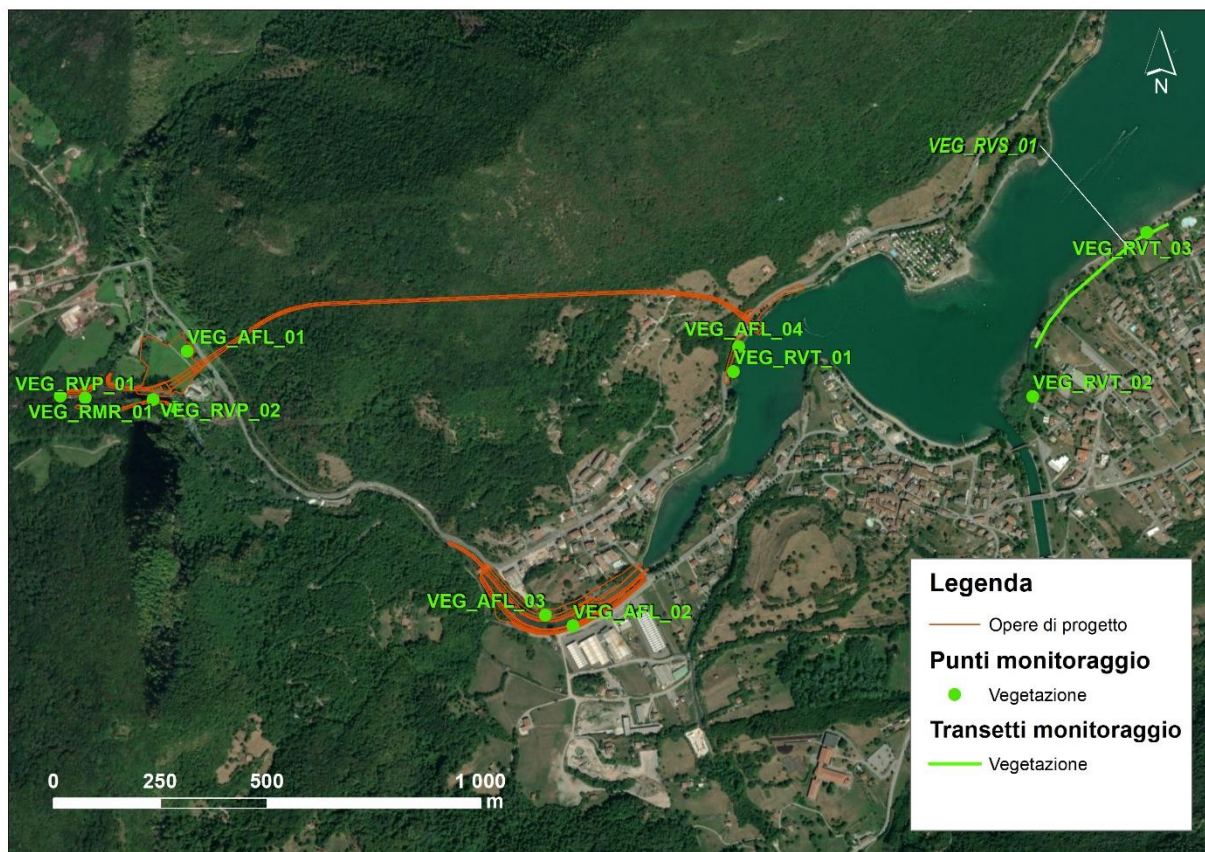 N
VEG_RVS_01
VEG_RVT_03
VEG_AFL_04
VEG_AFL_01
VEG_RVT_01
VEG_RVP_01
VEG_RVT_02
VEG_RMR_01
VEG_RVP_02
VEG_AFL_03
VEG_AFL_02
Legenda
Opere di progetto
Punti monitoraggio
Vegetazione
Transetti monitoraggio
Vegetazione
0 250 500 1 000
m